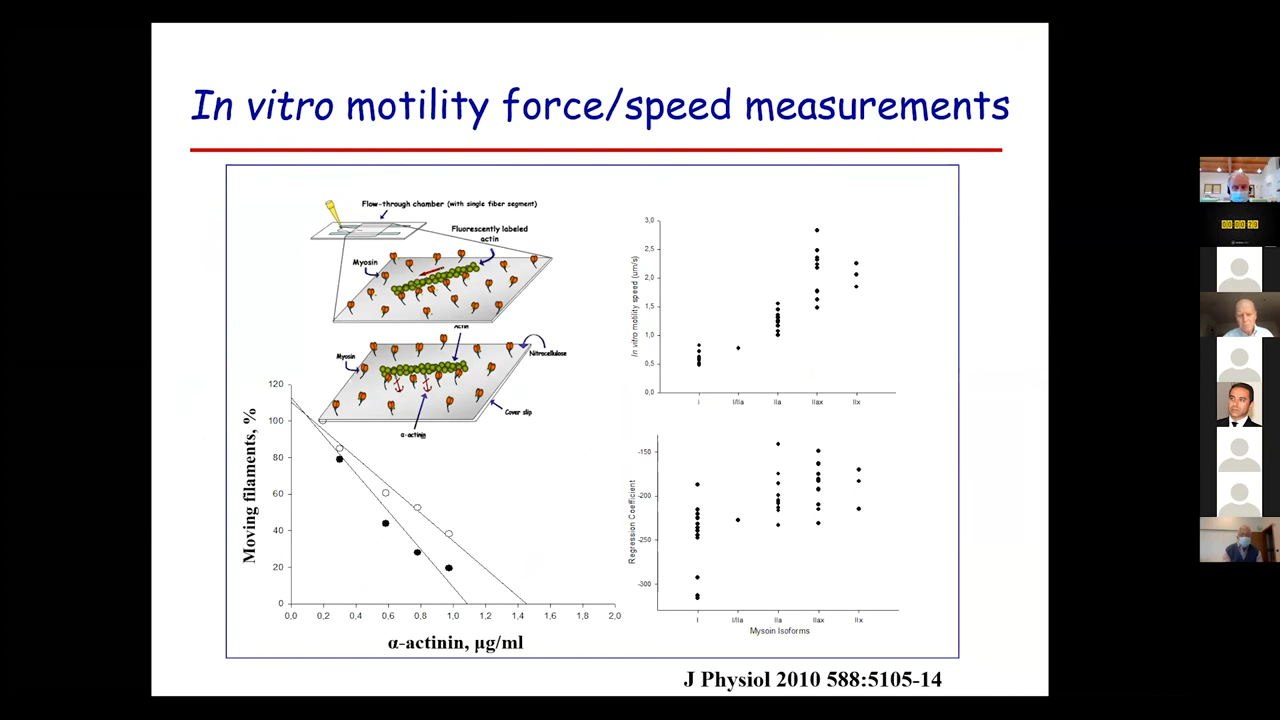 In vitro motility force/speed measurements
Flow-through chamber (with single fiber segment)
Fluorescently labeled
actin
Myosin
Actin
Myosin
Nitrocellulose
Cover slip
α-actinin
Moving filaments, %
120
100
80
60
40
20
0
0,0 0,2 0,4 0,6 0,8 1,0 1,2 1,4 1,6 1,8 2,0
α-actinin, µg/ml
In vitro motility speed (um/s)
3,0
2,5
2,0
1,5
1,0
0,5
0,0
I I/IIa IIa IIax IIx
Regression Coefficient
-150
-200
-250
-300
I I/IIa IIa IIax IIx
Mysoin Isoforms
J Physiol 2010 588:5105-14